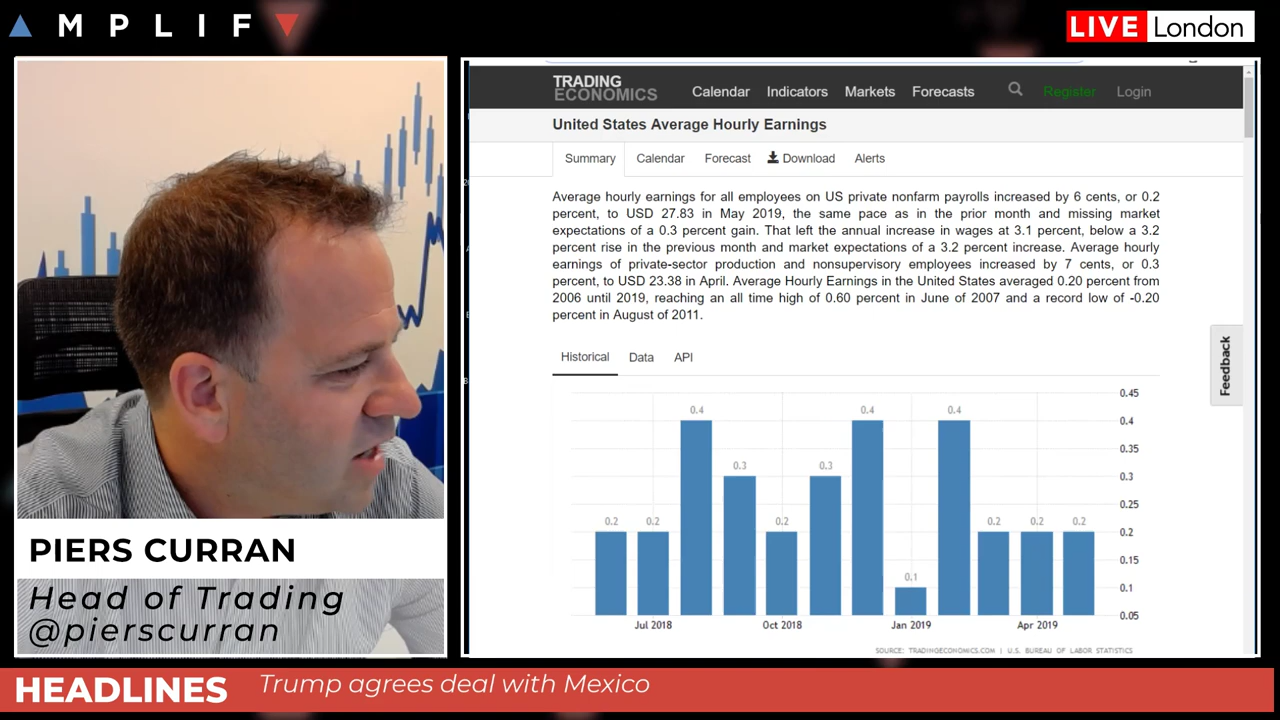 AMPLIFY
LIVE London
TRADING
ECONOMICS
Calendar Indicators Markets Forecasts Register Login
United States Average Hourly Earnings
Summary Calendar Forecast Download Alerts
Average hourly earnings for all employees on US private nonfarm payrolls increased by 6 cents, or 0.2
percent, to USD 27.83 in May 2019, the same pace as in the prior month and missing market
expectations of a 0.3 percent gain. That left the annual increase in wages at 3.1 percent, below a 3.2
percent rise in the previous month and market expectations of a 3.2 percent increase. Average hourly
earnings of private-sector production and nonsupervisory employees increased by 7 cents, or 0.3
percent, to USD 23.38 in April. Average Hourly Earnings in the United States averaged 0.20 percent from
2006 until 2019, reaching an all time high of 0.60 percent in June of 2007 and a record low of -0.20
percent in August of 2011.
Feedback
Historical Data API
0.45
0.4
0.35
0.3
0.25
0.2
0.15
0.1
0.05
0.2 0.2 0.4 0.3 0.2 0.3 0.4 0.1 0.4 0.2 0.2 0.2
Jul 2018 Oct 2018 Jan 2019 Apr 2019
SOURCE: TRADINGECONOMICS.COM | U.S. BUREAU OF LABOR STATISTICS
PIERS CURRAN
Head of Trading
@pierscurran
HEADLINES Trump agrees deal with Mexico